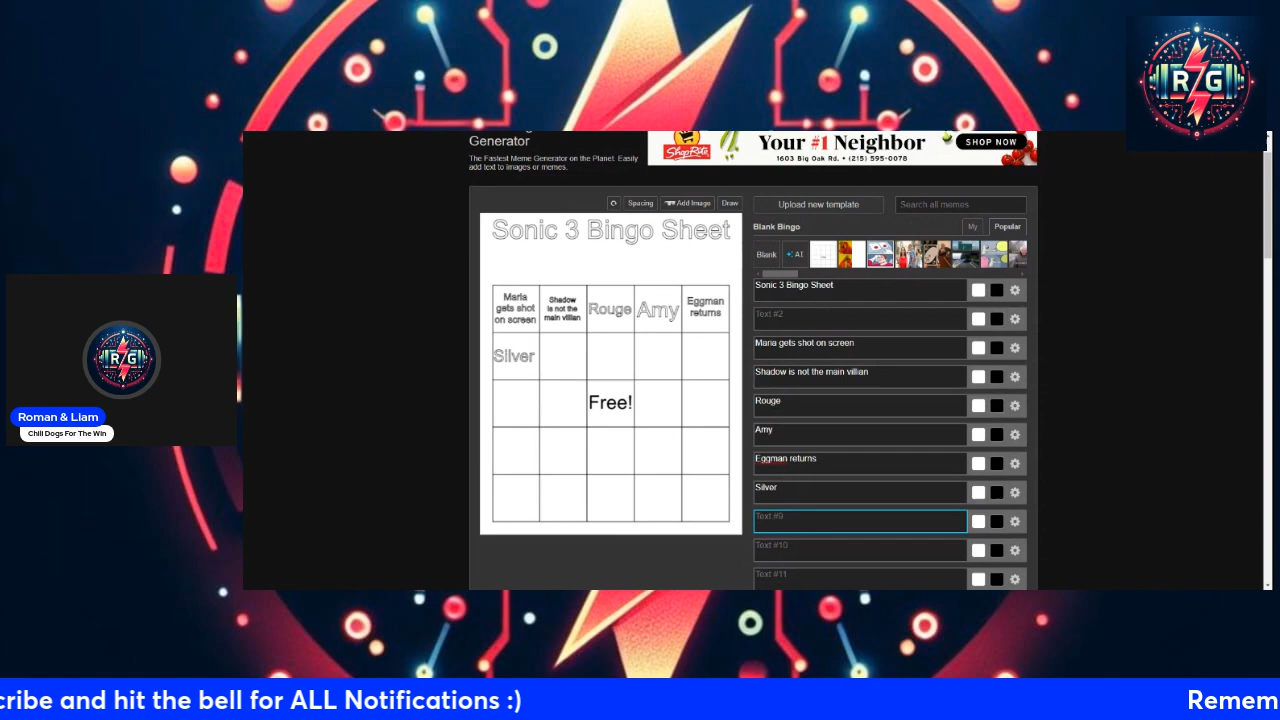 R G
Generator
The Fastest Meme Generator on the Planet. Easily
add text to images or memes.
ShopRite
Your #1 Neighbor
1603 Big Oak Rd. • (215) 595-0078
SHOP NOW
Spacing
Add Image
Draw
Upload new template
Search all memes
Blank Bingo
My
Popular
Blank
AI
Sonic 3 Bingo Sheet
Maria
gets shot
on screen
Shadow
is not the
main villian
Rouge
Amy
Eggman
returns
Silver
Free!
Sonic 3 Bingo Sheet
Text #2
Maria gets shot on screen
Shadow is not the main villian
Rouge
Amy
Eggman returns
Silver
Text #9
Text #10
Text #11
R G
Roman & Liam
Chili Dogs For The Win
cribe and hit the bell for ALL Notifications :)
Remem